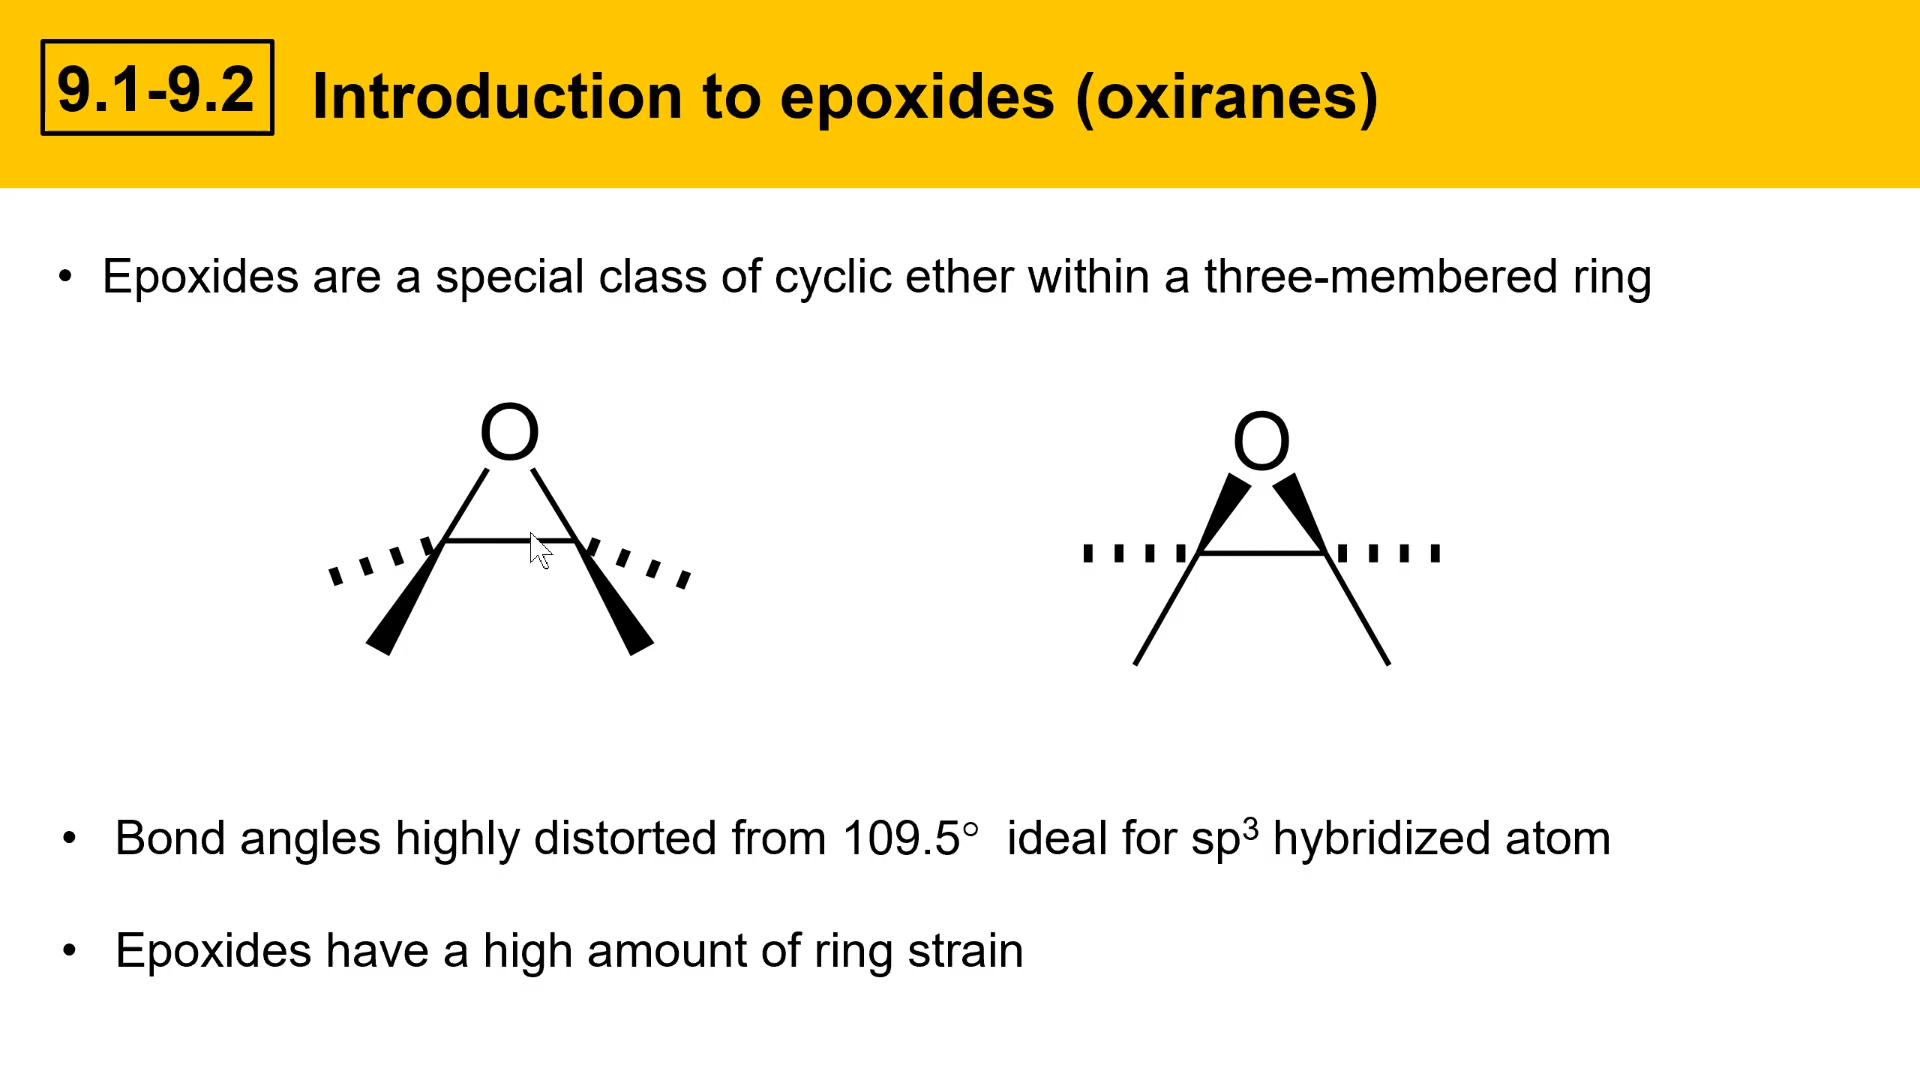 9.1-9.2 Introduction to epoxides (oxiranes)
• Epoxides are a special class of cyclic ether within a three-membered ring
O O
• Bond angles highly distorted from 109.5° ideal for sp³ hybridized atom
• Epoxides have a high amount of ring strain